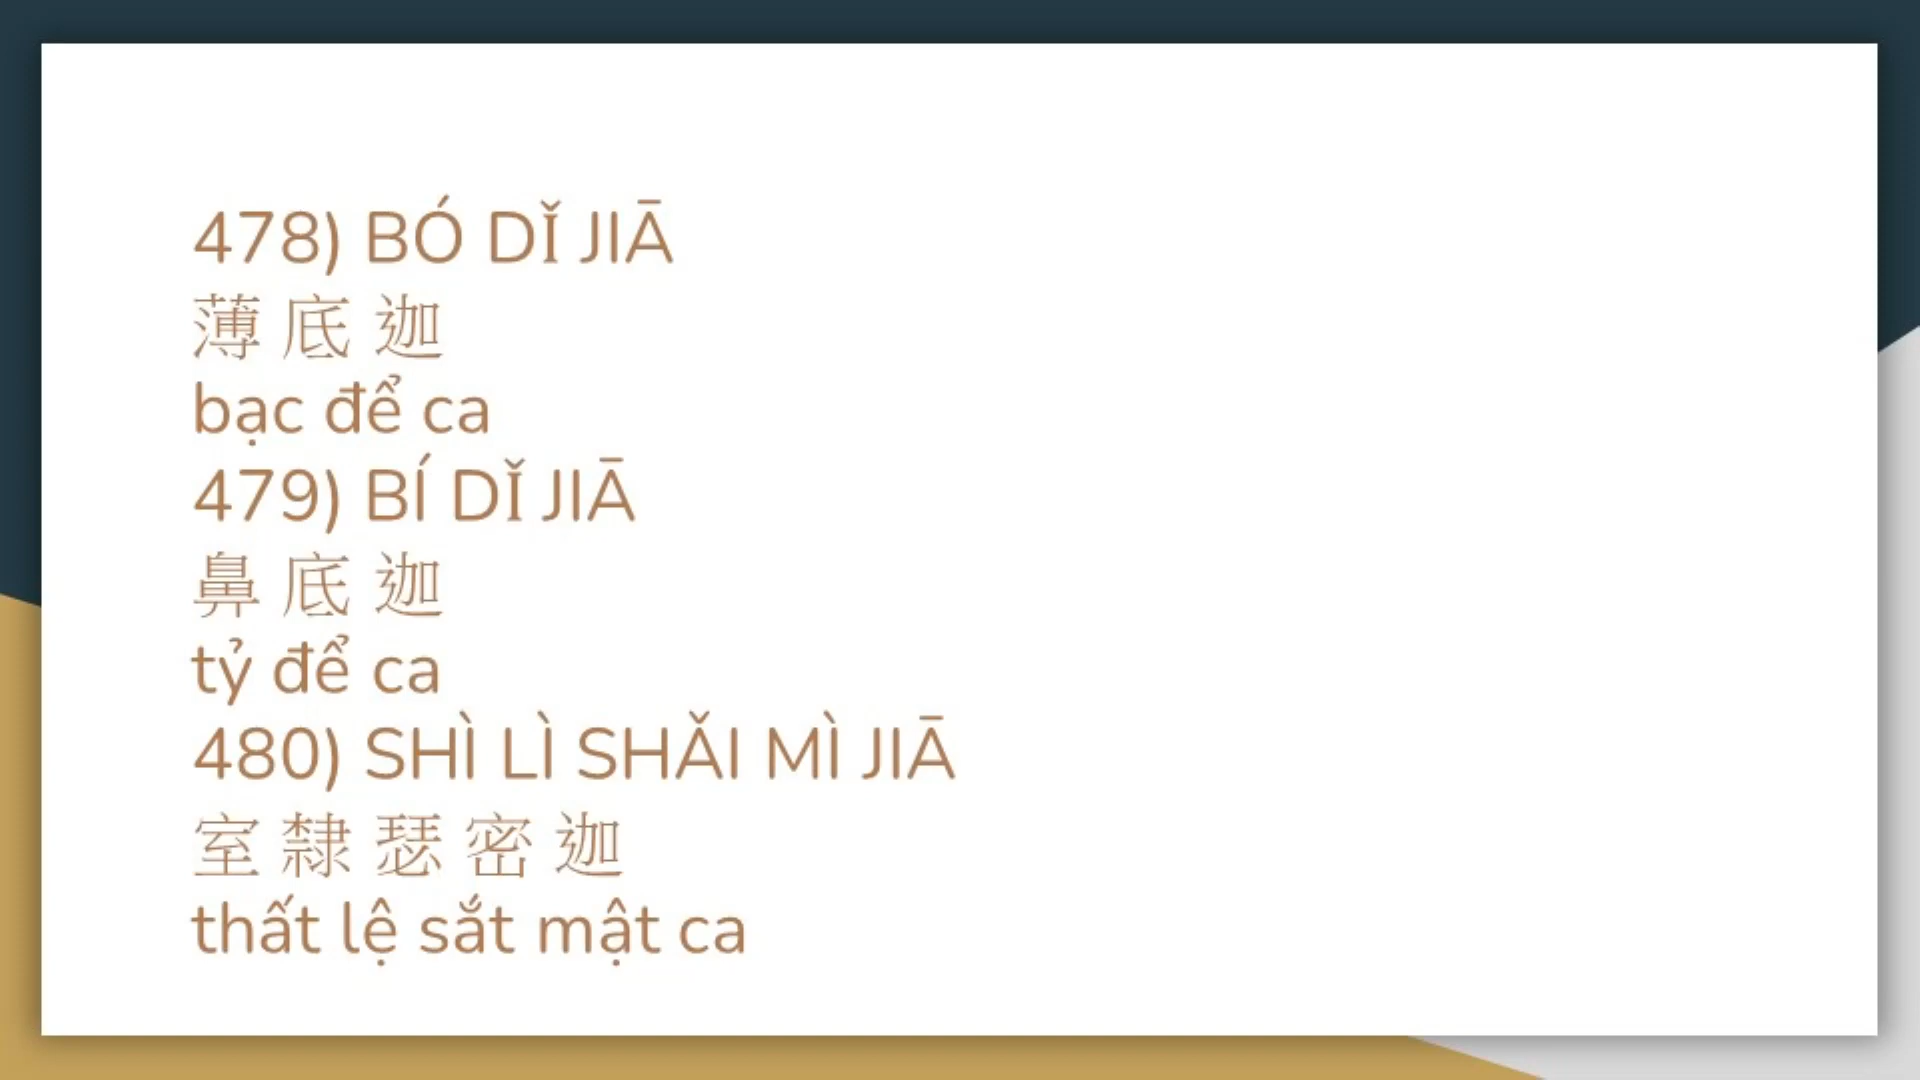 478) BÓ DǏ JIĀ
薄 底 迦
bạc để ca
479) BÍ DǏ JIĀ
鼻 底 迦
tỷ để ca
480) SHÌ LÌ SHǍI MÌ JIĀ
室 隸 瑟 密 迦
thất lệ sắt mật ca